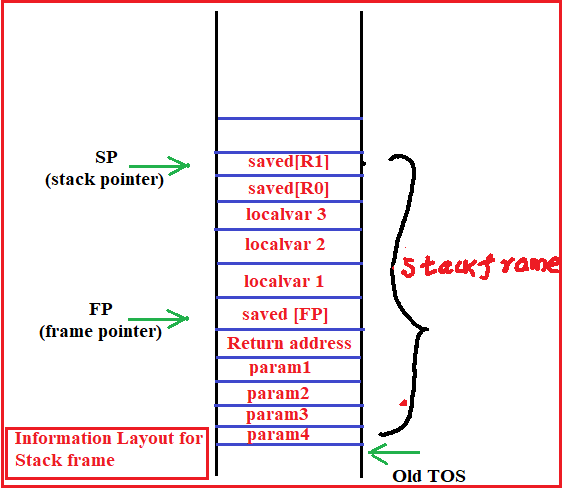 SP
(stack pointer)
saved[R1]
saved[R0]
localvar 3
localvar 2
localvar 1
FP
(frame pointer)
saved [FP]
Return address
param1
param2
param3
param4
Stackframe
Information Layout for
Stack frame
Old TOS